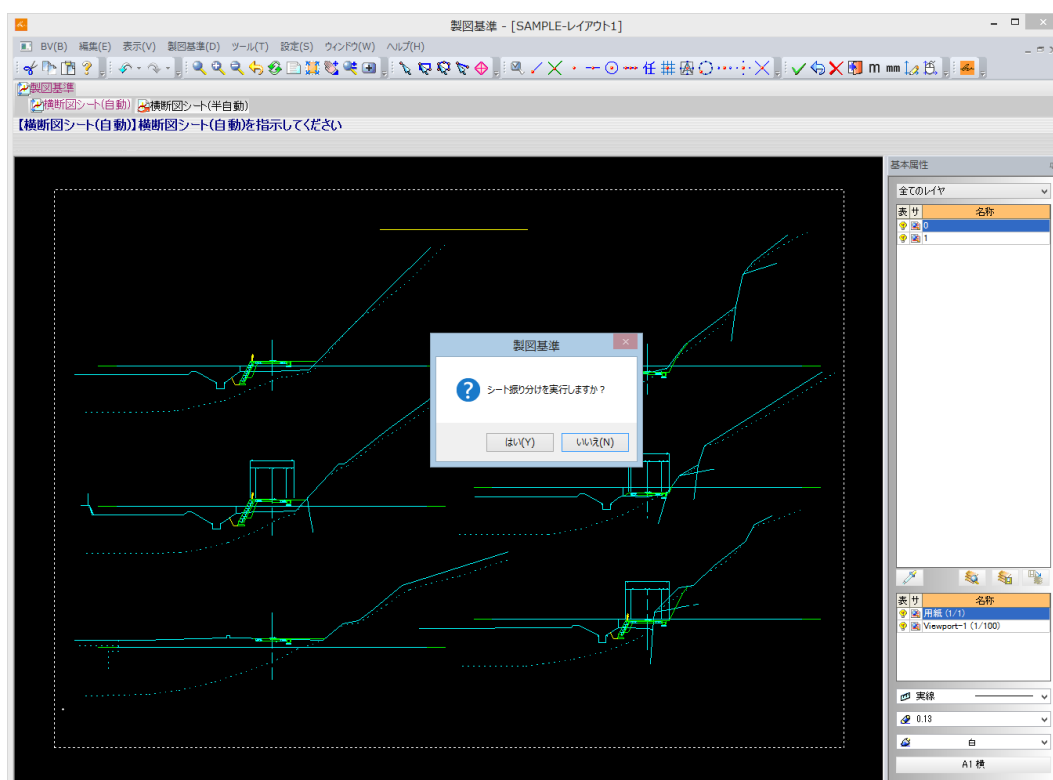 製図基準 - [SAMPLE-レイアウト1]
BV(B) 編集(E) 表示(V) 製図基準(D) ツール(T) 設定(S) ウィンドウ(W) ヘルプ(H)
m mm
製図基準
横断図シート(自動) 横断図シート(半自動)
【横断図シート(自動)】横断図シート(自動)を指示してください
基本属性
全てのレイヤ
表 サ 名称
0
1
製図基準
シート振り分けを実行しますか?
はい(Y) いいえ(N)
表 サ 名称
用紙 (1/1)
Viewport-1 (1/100)
実線
0.13
白
A1 横